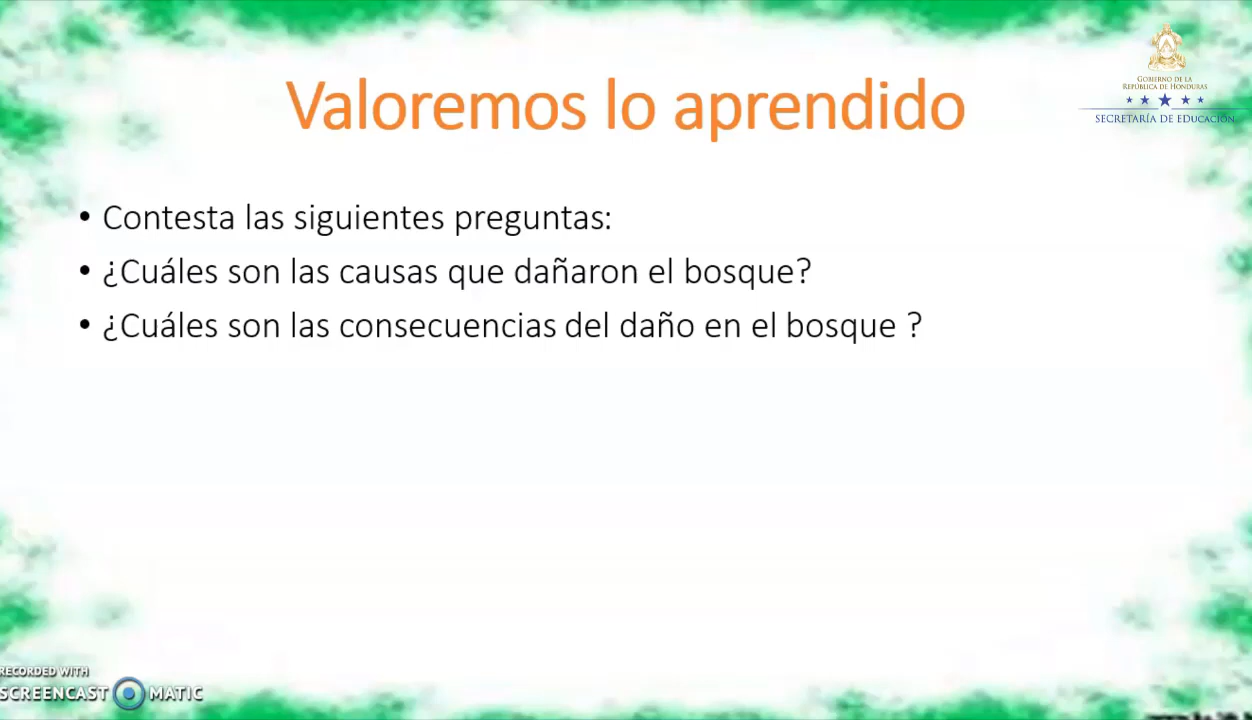 Valoremos lo aprendido
GOBIERNO DE LA
REPÚBLICA DE HONDURAS
SECRETARÍA DE EDUCACIÓN
• Contesta las siguientes preguntas:
• ¿Cuáles son las causas que dañaron el bosque?
• ¿Cuáles son las consecuencias del daño en el bosque ?
RECORDED WITH
SCREENCAST MATIC